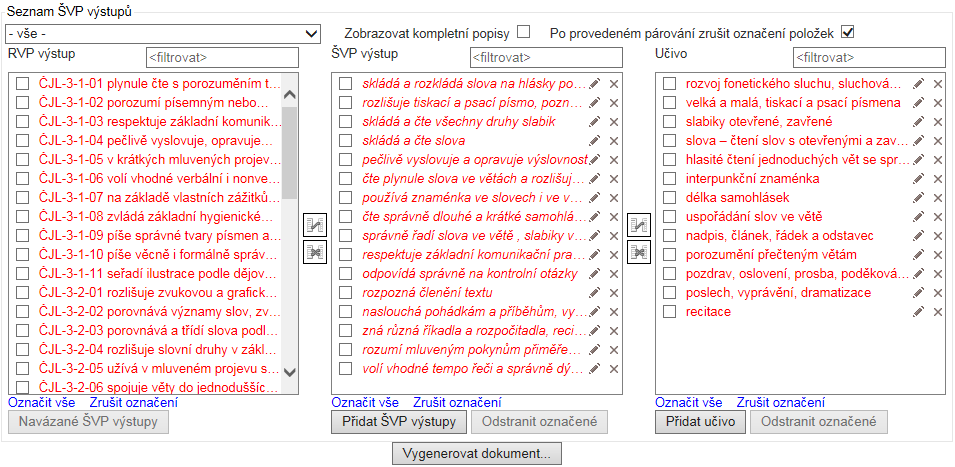 Seznam ŠVP výstupů
- vše -
Zobrazovat kompletní popisy
Po provedeném párování zrušit označení položek
RVP výstup
<filtrovat>
ČJL-3-1-01 plynule čte s porozuměním t...
ČJL-3-1-02 porozumí písemným nebo...
ČJL-3-1-03 respektuje základní komunik...
ČJL-3-1-04 pečlivě vyslovuje, opravuje...
ČJL-3-1-05 v krátkých mluvených projev...
ČJL-3-1-06 volí vhodné verbální i nonve...
ČJL-3-1-07 na základě vlastních zážitků...
ČJL-3-1-08 zvládá základní hygienické...
ČJL-3-1-09 píše správné tvary písmen a...
ČJL-3-1-10 píše věcně i formálně správ...
ČJL-3-1-11 seřadí ilustrace podle dějov...
ČJL-3-2-01 rozlišuje zvukovou a grafick...
ČJL-3-2-02 porovnává významy slov, zv...
ČJL-3-2-03 porovnává a třídí slova podl...
ČJL-3-2-04 rozlišuje slovní druhy v zákl...
ČJL-3-2-05 užívá v mluveném projevu s...
ČJL-3-2-06 spojuje věty do jednodušších...
Označit vše Zrušit označení
Navázané ŠVP výstupy
ŠVP výstup
<filtrovat>
skládá a rozkládá slova na hlásky po...
rozlišuje tiskací a psací písmo, pozn...
skládá a čte všechny druhy slabik
skládá a čte slova
pečlivě vyslovuje a opravuje výslovnost
čte plynule slova ve větách a rozlišuj...
používá znaménka ve slovech i ve v...
čte správně dlouhé a krátké samohlá...
správně řadí slova ve větě , slabiky v...
respektuje základní komunikační pra...
odpovídá správně na kontrolní otázky
rozpozná členění textu
naslouchá pohádkám a příběhům, vy...
zná různá říkadla a rozpočitadla, reci...
rozumí mluveným pokynům přiměře...
volí vhodné tempo řeči a správně dý...
Označit vše Zrušit označení
Přidat ŠVP výstupy
Odstranit označené
Učivo
<filtrovat>
rozvoj fonetického sluchu, sluchová...
velká a malá, tiskací a psací písmena
slabiky otevřené, zavřené
slova – čtení slov s otevřenými a zav...
hlasité čtení jednoduchých vět se spr...
interpunkční znaménka
délka samohlásek
uspořádání slov ve větě
nadpis, článek, řádek a odstavec
porozumění přečteným větám
pozdrav, oslovení, prosba, poděková...
poslech, vyprávění, dramatizace
recitace
Označit vše Zrušit označení
Přidat učivo
Odstranit označené
Vygenerovat dokument...